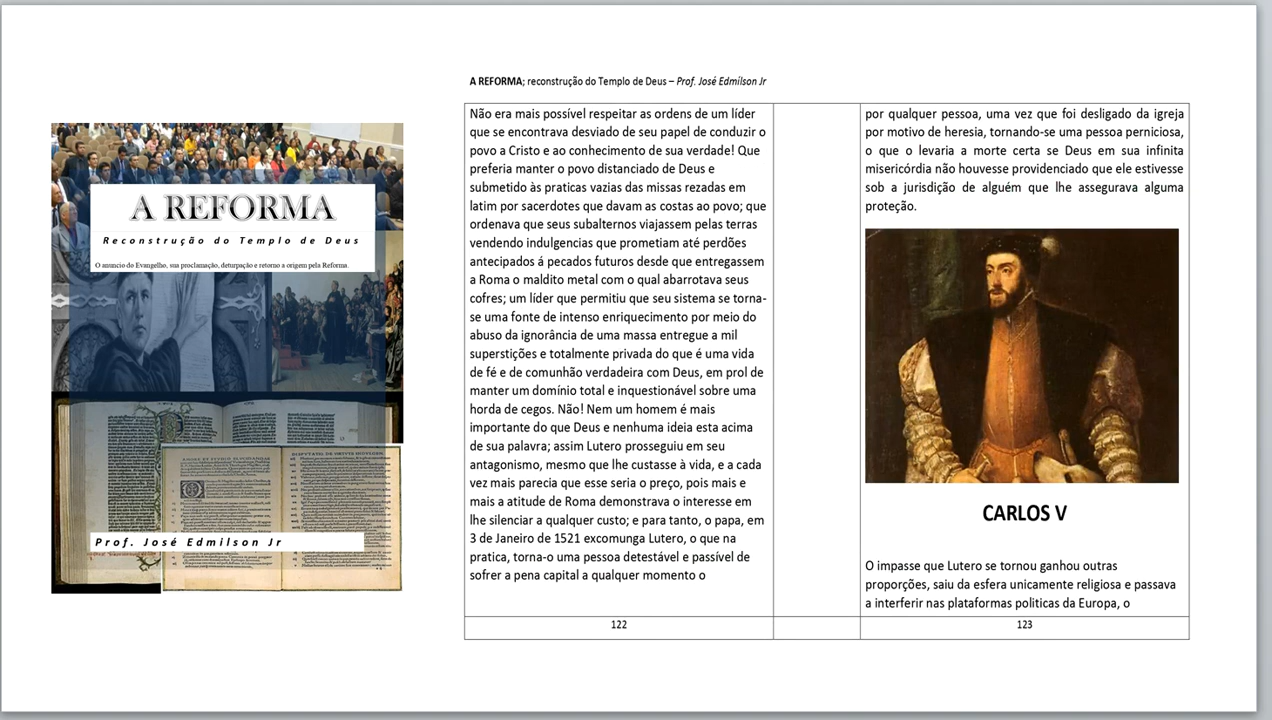 A REFORMA; reconstrução do Templo de Deus – Prof. José Edmilson Jr
A REFORMA
Reconstrução do Templo de Deus
O anuncio do Evangelho, sua proclamação, deturpação e retorno a origem pela Reforma.
Prof. José Edmilson Jr
Não era mais possível respeitar as ordens de um líder
que se encontrava desviado de seu papel de conduzir o
povo a Cristo e ao conhecimento de sua verdade! Que
preferia manter o povo distanciado de Deus e
submetido às praticas vazias das missas rezadas em
latim por sacerdotes que davam as costas ao povo; que
ordenava que seus subalternos viajassem pelas terras
vendendo indulgencias que prometiam até perdões
antecipados á pecados futuros desde que entregassem
a Roma o maldito metal com o qual abarrotava seus
cofres; um líder que permitiu que seu sistema se torna-
se uma fonte de intenso enriquecimento por meio do
abuso da ignorância de uma massa entregue a mil
superstições e totalmente privada do que é uma vida
de fé e de comunhão verdadeira com Deus, em prol de
manter um domínio total e inquestionável sobre uma
horda de cegos. Não! Nem um homem é mais
importante do que Deus e nenhuma ideia esta acima
de sua palavra; assim Lutero prosseguiu em seu
antagonismo, mesmo que lhe custasse à vida, e a cada
vez mais parecia que esse seria o preço, pois mais e
mais a atitude de Roma demonstrava o interesse em
lhe silenciar a qualquer custo; e para tanto, o papa, em
3 de Janeiro de 1521 excomunga Lutero, o que na
pratica, torna-o uma pessoa detestável e passível de
sofrer a pena capital a qualquer momento o
122
por qualquer pessoa, uma vez que foi desligado da igreja
por motivo de heresia, tornando-se uma pessoa perniciosa,
o que o levaria a morte certa se Deus em sua infinita
misericórdia não houvesse providenciado que ele estivesse
sob a jurisdição de alguém que lhe assegurava alguma
proteção.
CARLOS V
O impasse que Lutero se tornou ganhou outras
proporções, saiu da esfera unicamente religiosa e passava
a interferir nas plataformas politicas da Europa, o
123